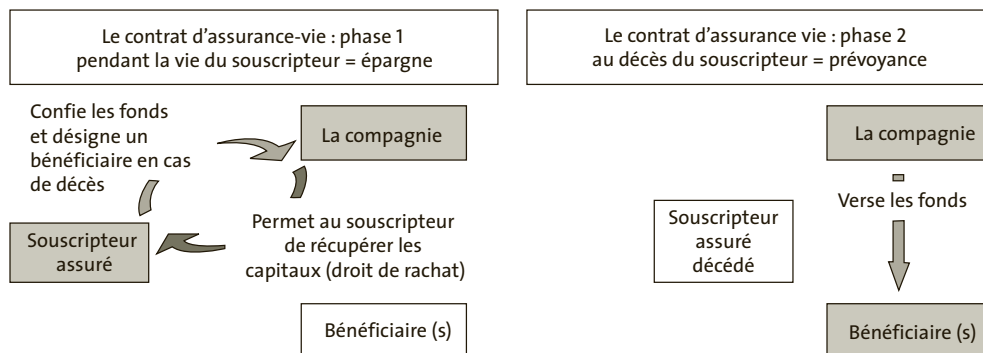 Le contrat d'assurance-vie : phase 1
pendant la vie du souscripteur = épargne
Confie les fonds
et désigne un
bénéficiaire en cas
de décès
La compagnie
Souscripteur
assuré
Permet au souscripteur
de récupérer les
capitaux (droit de rachat)
Bénéficiaire (s)
Le contrat d'assurance vie : phase 2
au décès du souscripteur = prévoyance
La compagnie
Verse les fonds
Souscripteur
assuré
décédé
Bénéficiaire (s)